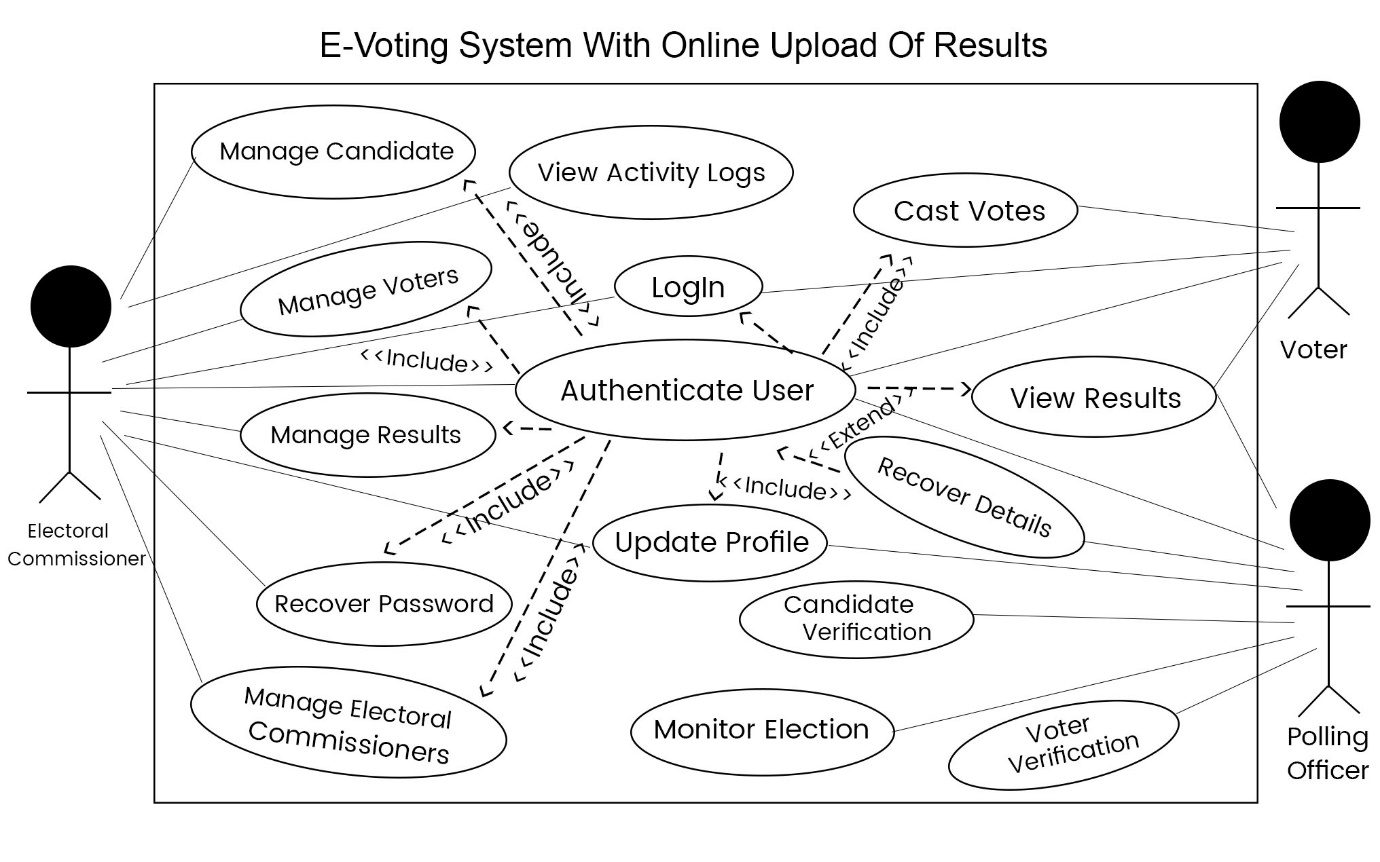 E-Voting System With Online Upload Of Results
Manage Candidate
View Activity Logs
Cast Votes
<<Include>>
Manage Voters
LogIn
<<Include>>
Voter
<<Include>>
Authenticate User
View Results
<<Extend>>
Manage Results
Recover Details
<<Include>>
<<Include>>
Electoral
Commissioner
Update Profile
Recover Password
<<Include>>
Candidate
Verification
Manage Electoral
Commissioners
Monitor Election
Voter
Verification
Polling
Officer